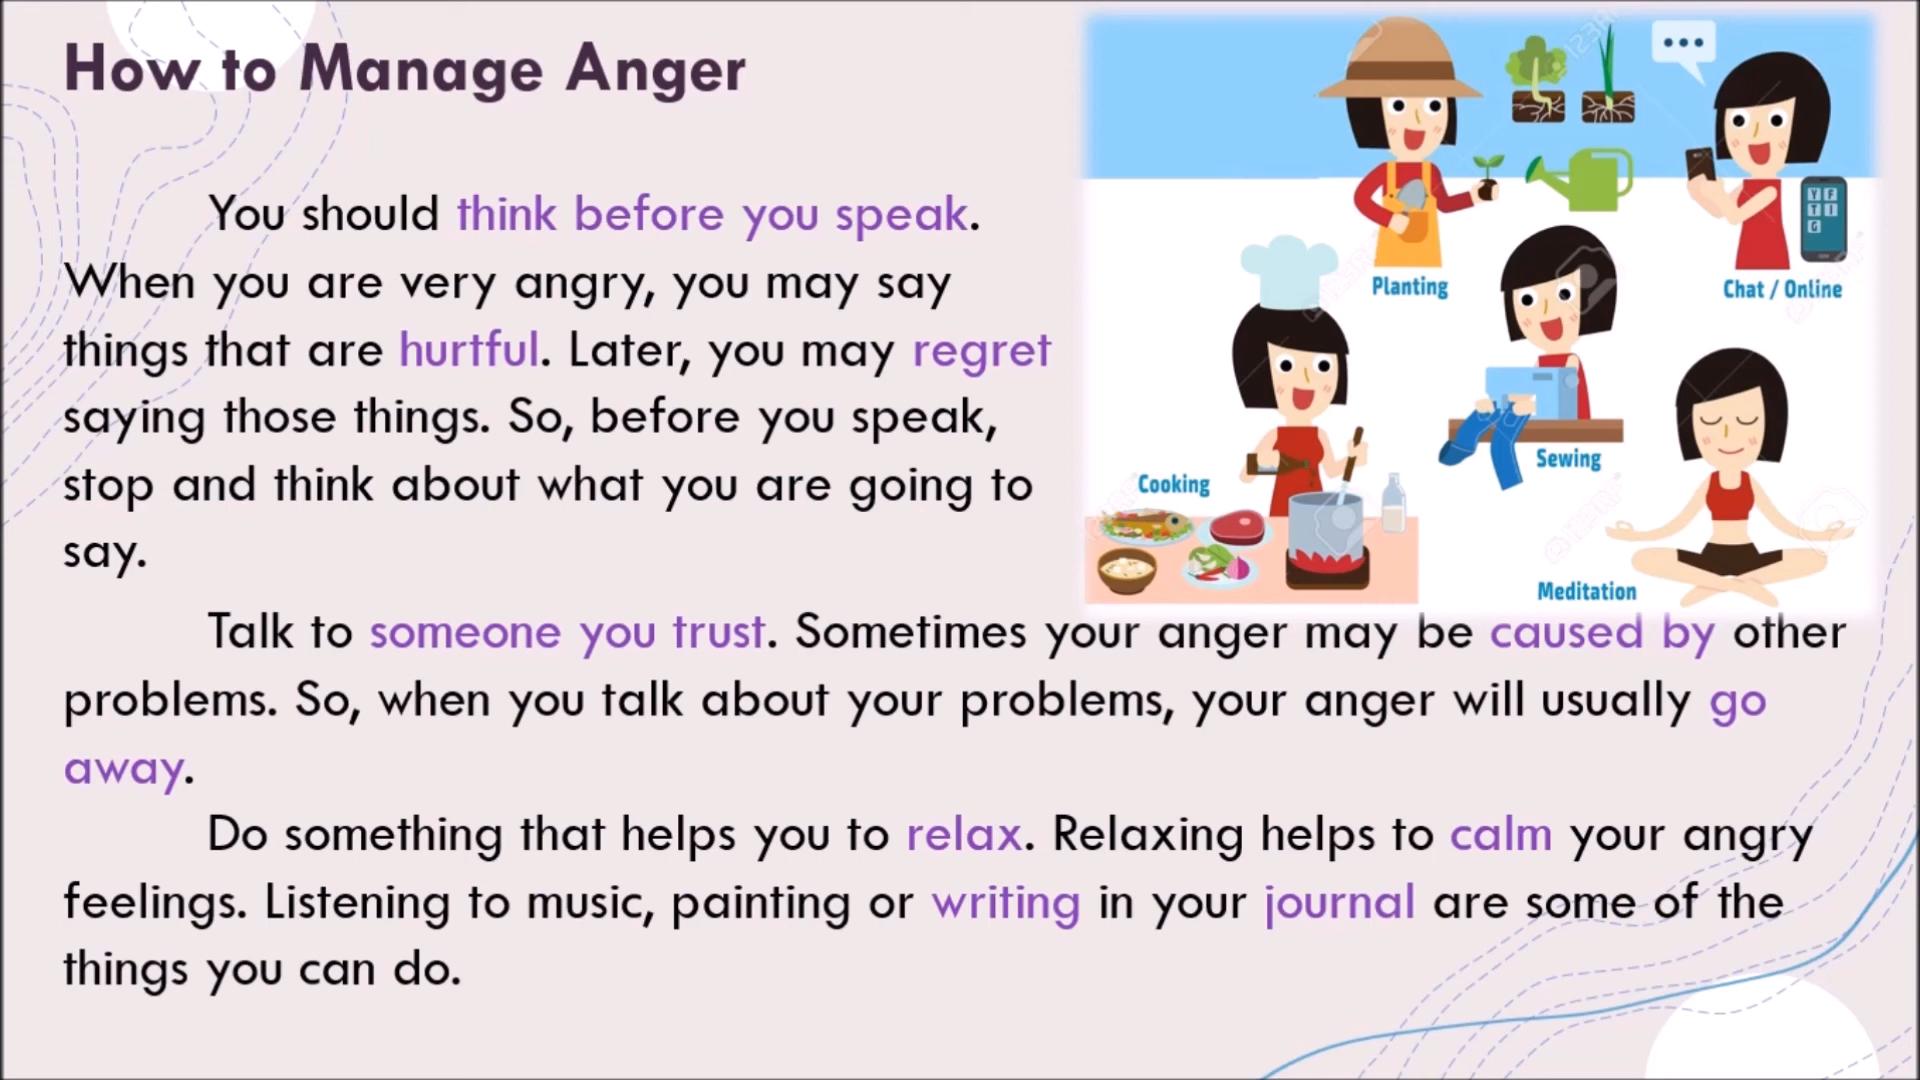 How to Manage Anger
You should think before you speak.
When you are very angry, you may say
things that are hurtful. Later, you may regret
saying those things. So, before you speak,
stop and think about what you are going to
say.
Talk to someone you trust. Sometimes your anger may be caused by other
problems. So, when you talk about your problems, your anger will usually go
away.
Do something that helps you to relax. Relaxing helps to calm your angry
feelings. Listening to music, painting or writing in your journal are some of the
things you can do.
Planting
Chat / Online
Y F
T I
G
Cooking
Sewing
Meditation
123RF